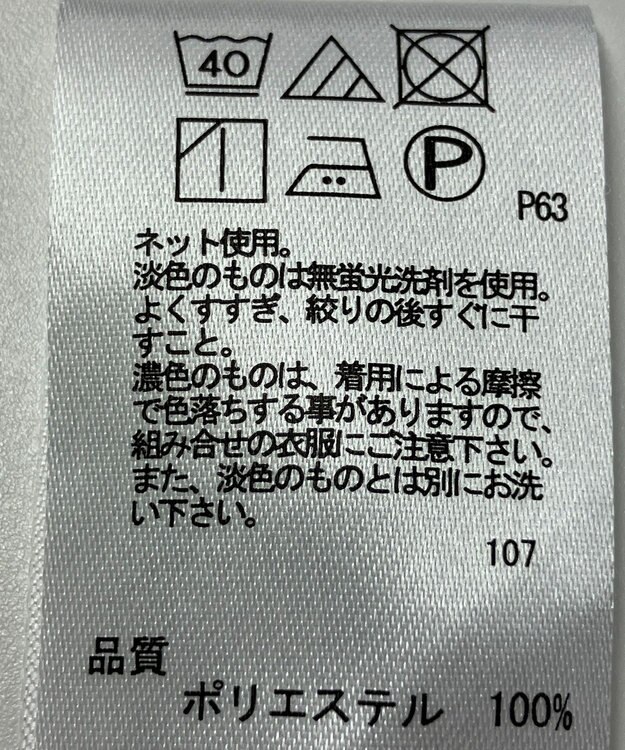 40
P
P63
ネット使用。
淡色のものは無蛍光洗剤を使用。
よくすすぎ、絞りの後すぐに干
すこと。
濃色のものは、着用による摩擦
で色落ちする事がありますので、
組み合せの衣服にご注意下さい。
また、淡色のものとは別にお洗
い下さい。
107
品質
ポリエステル 100%